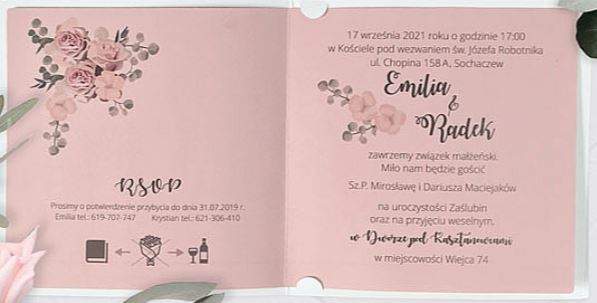 RSVP
Prosimy o potwierdzenie przybycia do dnia 31.07.2019 r.
Emilia tel.: 619-707-747 Krystian tel.: 621-306-410
17 września 2021 roku o godzinie 17:00
w Kościele pod wezwaniem św. Józefa Robotnika
ul. Chopina 158 A, Sochaczew
Emilia
&
Radek
zawrzemy związek małżeński.
Miło nam będzie gościć
Sz.P. Mirosławę i Dariusza Maciejaków
na uroczystości Zaślubin
oraz na przyjęciu weselnym,
w Dworze pod Kasztanowcami
w miejscowości Wiejca 74